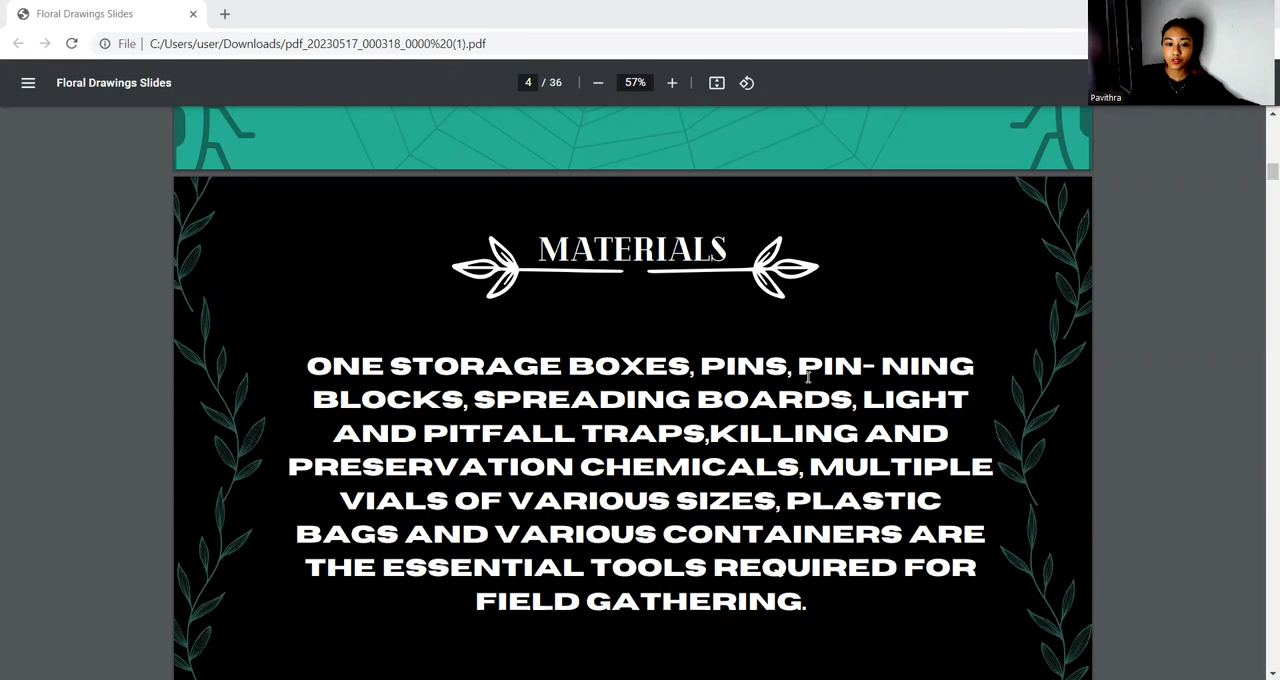 Floral Drawings Slides
File
C:/Users/user/Downloads/pdf_20230517_000318_0000%20(1).pdf
Floral Drawings Slides
4 / 36
57%
Pavithra
MATERIALS
ONE STORAGE BOXES, PINS, PIN- NING
BLOCKS, SPREADING BOARDS, LIGHT
AND PITFALL TRAPS,KILLING AND
PRESERVATION CHEMICALS, MULTIPLE
VIALS OF VARIOUS SIZES, PLASTIC
BAGS AND VARIOUS CONTAINERS ARE
THE ESSENTIAL TOOLS REQUIRED FOR
FIELD GATHERING.